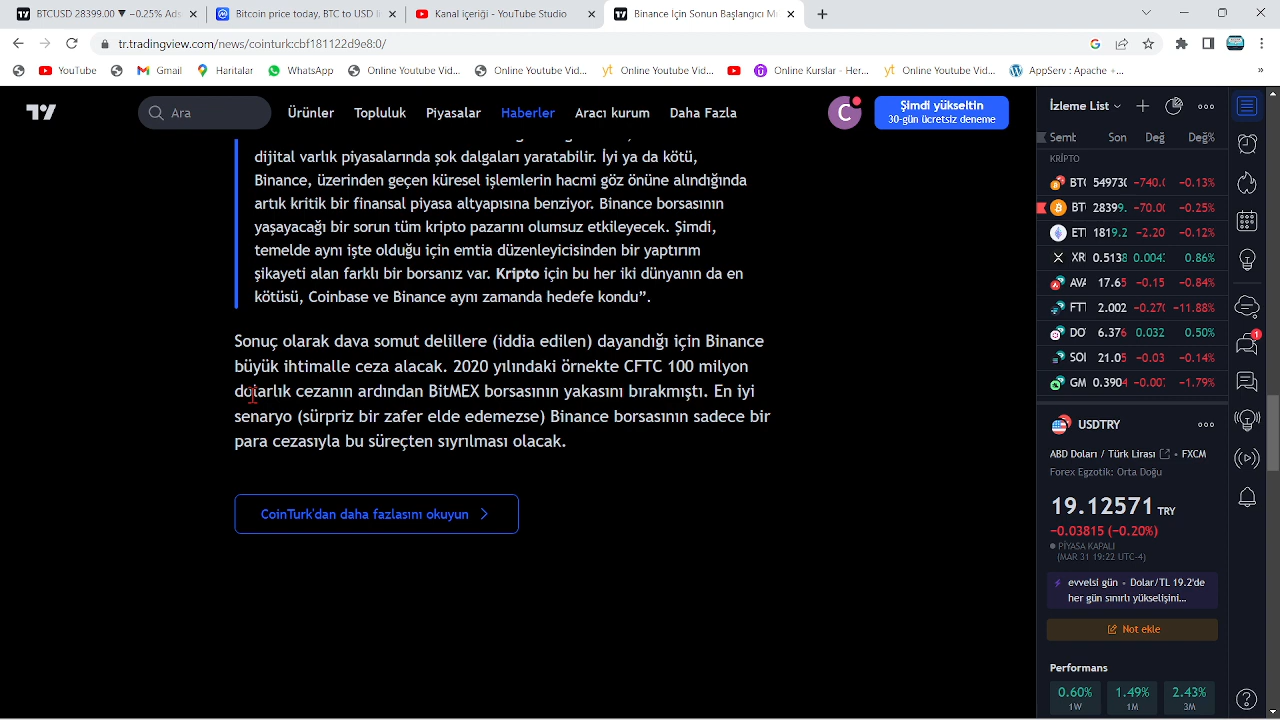 BTCUSD 28399.00 ▼ −0.25% Ads
Bitcoin price today, BTC to USD li
Kanal içeriği - YouTube Studio
Binance İçin Sonun Başlangıcı Mı
tr.tradingview.com/news/cointurk:cbf181122d9e8:0/
YouTube
Gmail
Haritalar
WhatsApp
Online Youtube Vid...
Online Youtube Vid...
Online Youtube Vid...
Online Kurslar - Her...
Online Youtube Vid...
AppServ : Apache +...
»
Ara
Ürünler
Topluluk
Piyasalar
Haberler
Aracı kurum
Daha Fazla
C
Şimdi yükseltin
30-gün ücretsiz deneme
dijital varlık piyasalarında şok dalgaları yaratabilir. İyi ya da kötü,
Binance, üzerinden geçen küresel işlemlerin hacmi göz önüne alındığında
artık kritik bir finansal piyasa altyapısına benziyor. Binance borsasının
yaşayacağı bir sorun tüm kripto pazarını olumsuz etkileyecek. Şimdi,
temelde aynı işte olduğu için emtia düzenleyicisinden bir yaptırım
şikayeti alan farklı bir borsanız var. Kripto için bu her iki dünyanın da en
kötüsü, Coinbase ve Binance aynı zamanda hedefe kondu”.
Sonuç olarak dava somut delillere (iddia edilen) dayandığı için Binance
büyük ihtimalle ceza alacak. 2020 yılındaki örnekte CFTC 100 milyon
dolarlık cezanın ardından BitMEX borsasının yakasını bırakmıştı. En iyi
senaryo (sürpriz bir zafer elde edemezse) Binance borsasının sadece bir
para cezasıyla bu süreçten sıyrılması olacak.
CoinTurk'dan daha fazlasını okuyun
İzleme List
Semb Son Değ Değ%
KRİPTO
BTC 54973 −740.0 −0.13%
BT 28399. −70.00 −0.25%
ET 1819.2 −2.20 −0.12%
XR 0.5138 0.004 0.86%
AVA 17.65 −0.15 −0.84%
FT 2.002 −0.27 −11.88%
DO 6.376 0.032 0.50%
SO 21.05 −0.03 −0.14%
GM 0.3904 −0.00 −1.79%
USDTRY
ABD Doları / Türk Lirası • FXCM
Forex Egzotik: Orta Doğu
19.12571 TRY
−0.03815 (−0.20%)
PİYASA KAPALI
(MAR 31 19:22 UTC-4)
evvelsi gün • Dolar/TL 19.2'de
her gün sınırlı yükselişini...
Not ekle
Performans
0.60% 1.49% 2.43%
1W 1M 3M
1